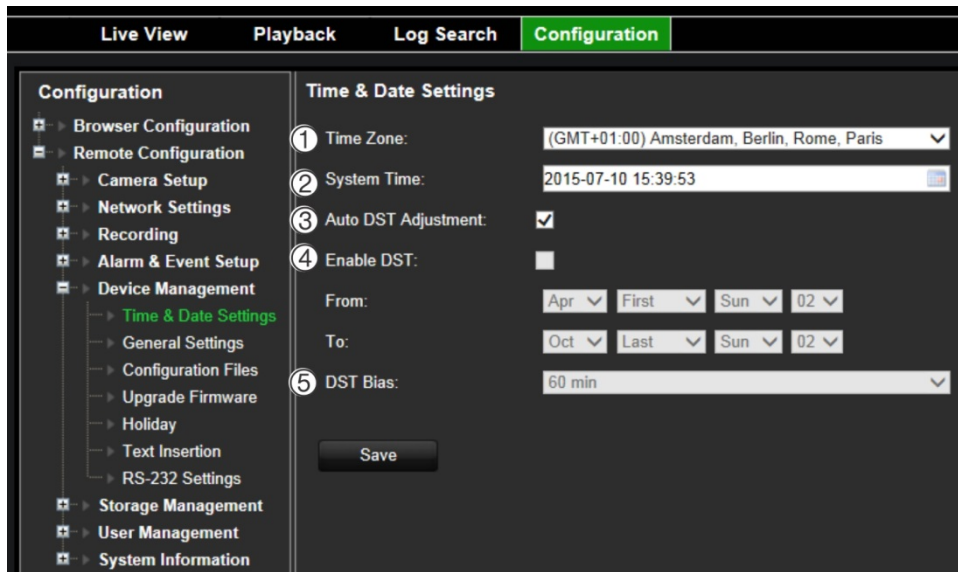 Live View Playback Log Search Configuration
Configuration
Browser Configuration
Remote Configuration
Camera Setup
Network Settings
Recording
Alarm & Event Setup
Device Management
Time & Date Settings
General Settings
Configuration Files
Upgrade Firmware
Holiday
Text Insertion
RS-232 Settings
Storage Management
User Management
System Information
Time & Date Settings
① Time Zone: (GMT+01:00) Amsterdam, Berlin, Rome, Paris
② System Time: 2015-07-10 15:39:53
③ Auto DST Adjustment:
④ Enable DST:
From: Apr First Sun 02
To: Oct Last Sun 02
⑤ DST Bias: 60 min
Save